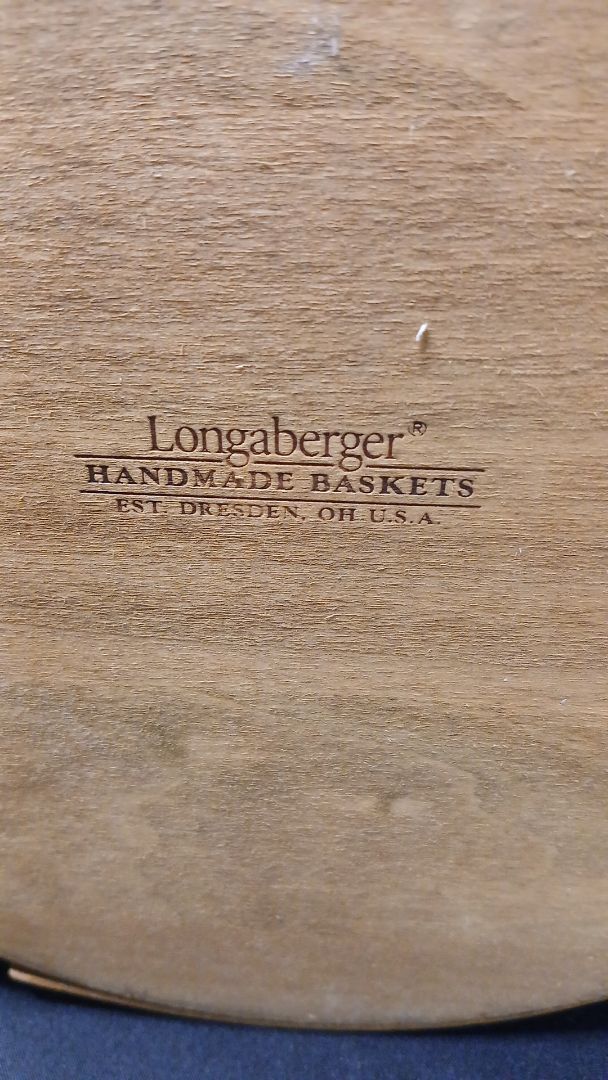 Longaberger®
HANDMADE BASKETS
EST. DRESDEN, OH U.S.A.